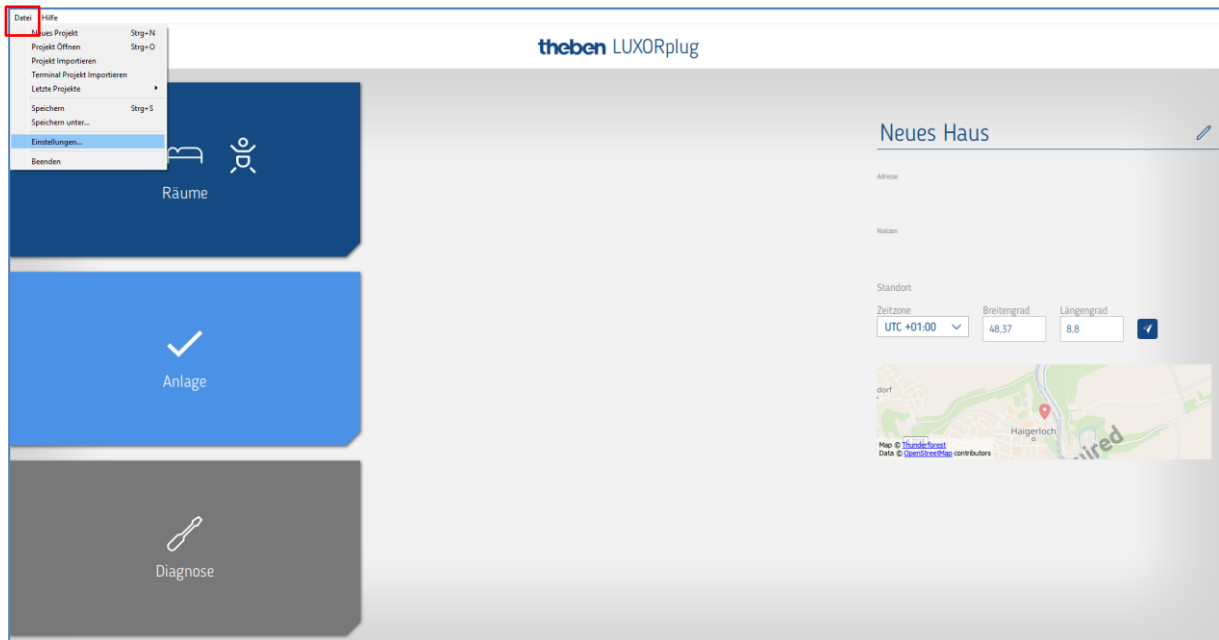 Datei Hilfe
Neues Projekt Strg+N
Projekt Öffnen Strg+O
Projekt Importieren
Terminal Projekt Importieren
Letzte Projekte
Speichern Strg+S
Speichern unter...
Einstellungen...
Beenden
theben LUXORplug
Räume
Anlage
Diagnose
Neues Haus
Adresse
Notizen
Standort
Zeitzone Breitengrad Längengrad
UTC +01:00 48,37 8,8
dorf
Haigerloch
Map © Thunderforest
Data © OpenStreetMap contributors